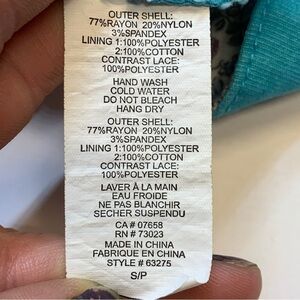 OUTER SHELL:
77%RAYON 20%NYLON
3%SPANDEX
LINING 1:100%POLYESTER
2:100%COTTON
CONTRAST LACE:
100%POLYESTER
HAND WASH
COLD WATER
DO NOT BLEACH
HANG DRY
OUTER SHELL:
77%RAYON 20%NYLON
3%SPANDEX
LINING 1:100%POLYESTER
2:100%COTTON
CONTRAST LACE:
100%POLYESTER
LAVER À LA MAIN
EAU FROIDE
NE PAS BLANCHIR
SECHER SUSPENDU
CA # 07658
RN # 73023
MADE IN CHINA
FABRIQUE EN CHINA
STYLE # 63275
S/P